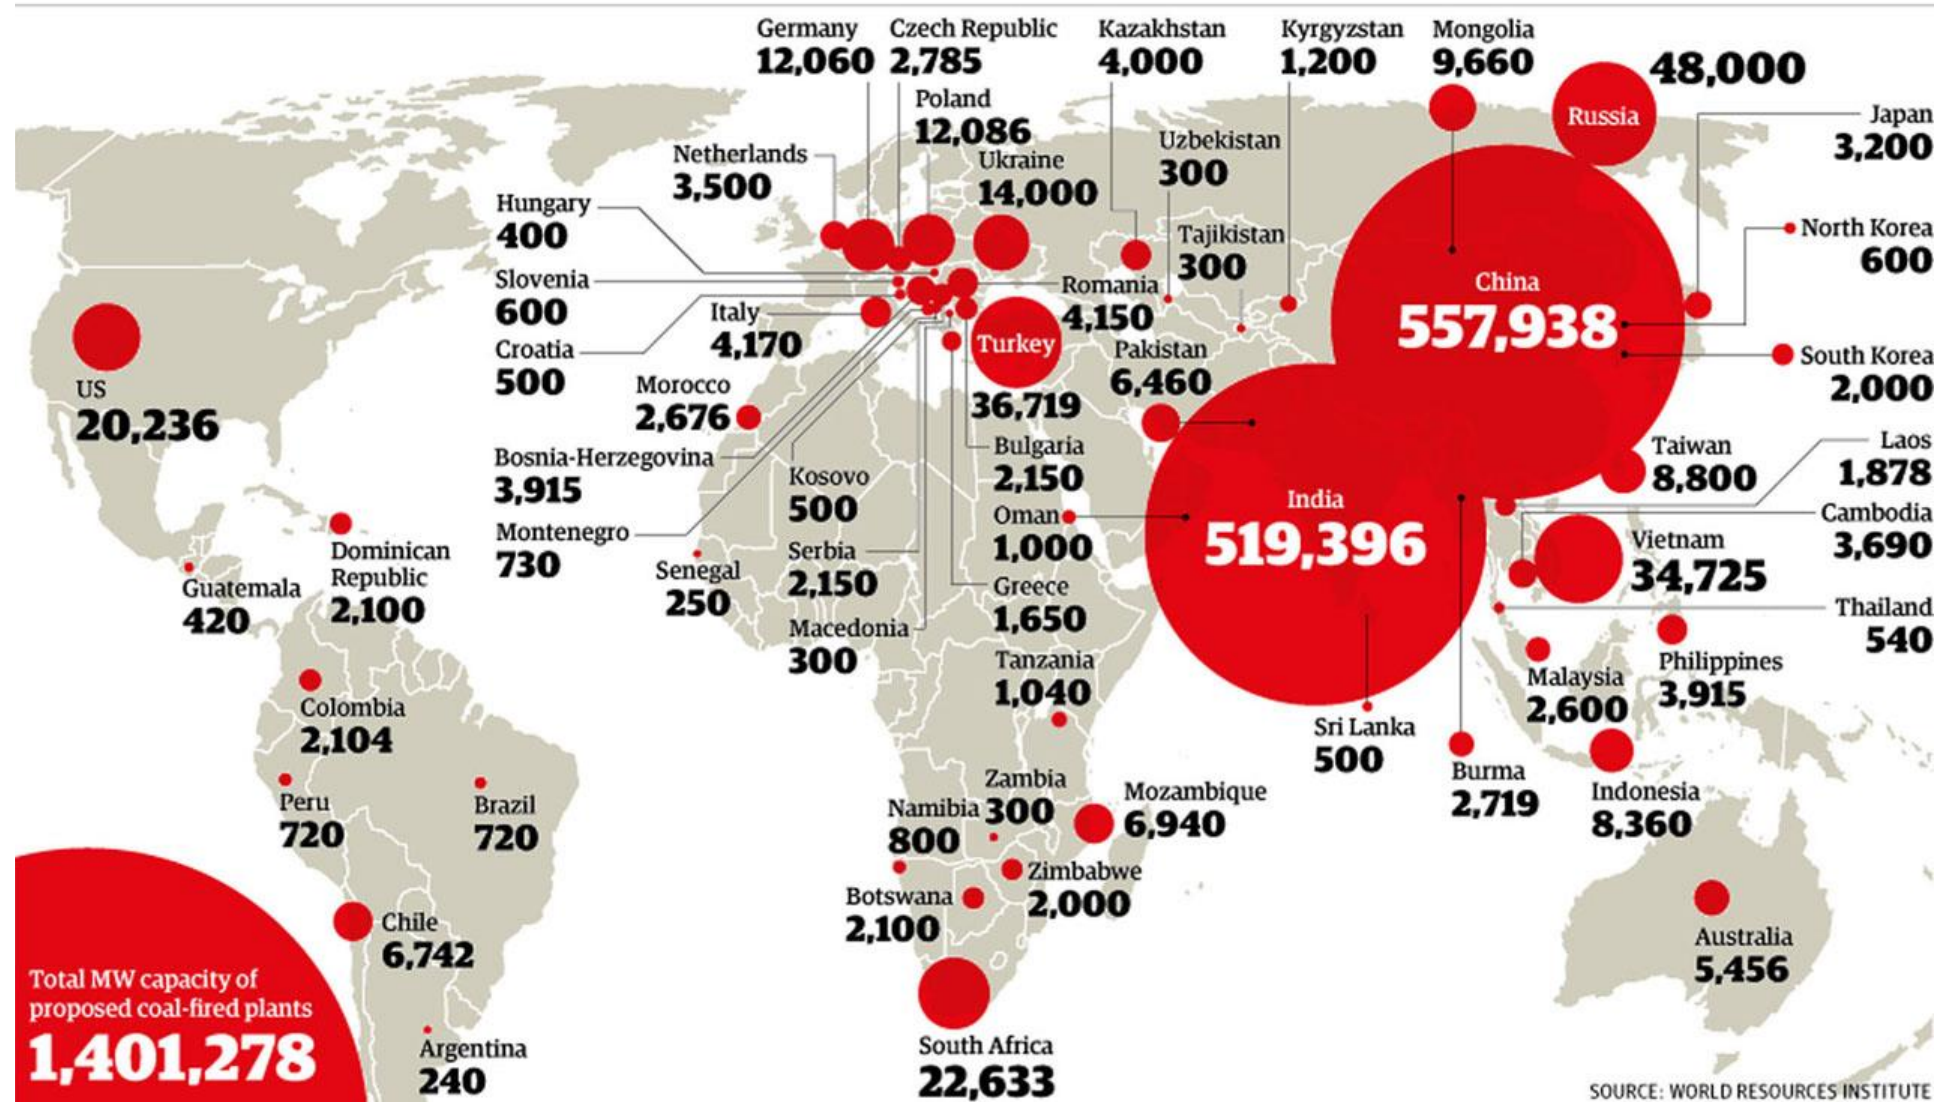 Germany
12,060
Czech Republic
2,785
Kazakhstan
4,000
Kyrgyzstan
1,200
Mongolia
9,660
Russia
48,000
Japan
3,200
Poland
12,086
Uzbekistan
300
Netherlands
3,500
Ukraine
14,000
Hungary
400
Tajikistan
300
North Korea
600
Slovenia
600
Romania
4,150
China
557,938
Italy
4,170
Turkey
36,719
Croatia
500
Pakistan
6,460
South Korea
2,000
US
20,236
Morocco
2,676
Bulgaria
2,150
Taiwan
8,800
Laos
1,878
Bosnia-Herzegovina
3,915
Kosovo
500
India
519,396
Oman
1,000
Cambodia
3,690
Montenegro
730
Dominican
Republic
2,100
Serbia
2,150
Vietnam
34,725
Senegal
250
Guatemala
420
Greece
1,650
Thailand
540
Macedonia
300
Tanzania
1,040
Philippines
3,915
Malaysia
2,600
Colombia
2,104
Sri Lanka
500
Burma
2,719
Indonesia
8,360
Peru
720
Brazil
720
Zambia
300
Namibia
800
Mozambique
6,940
Zimbabwe
2,000
Botswana
2,100
Chile
6,742
Australia
5,456
Total MW capacity of
proposed coal-fired plants
1,401,278
Argentina
240
South Africa
22,633
SOURCE: WORLD RESOURCES INSTITUTE